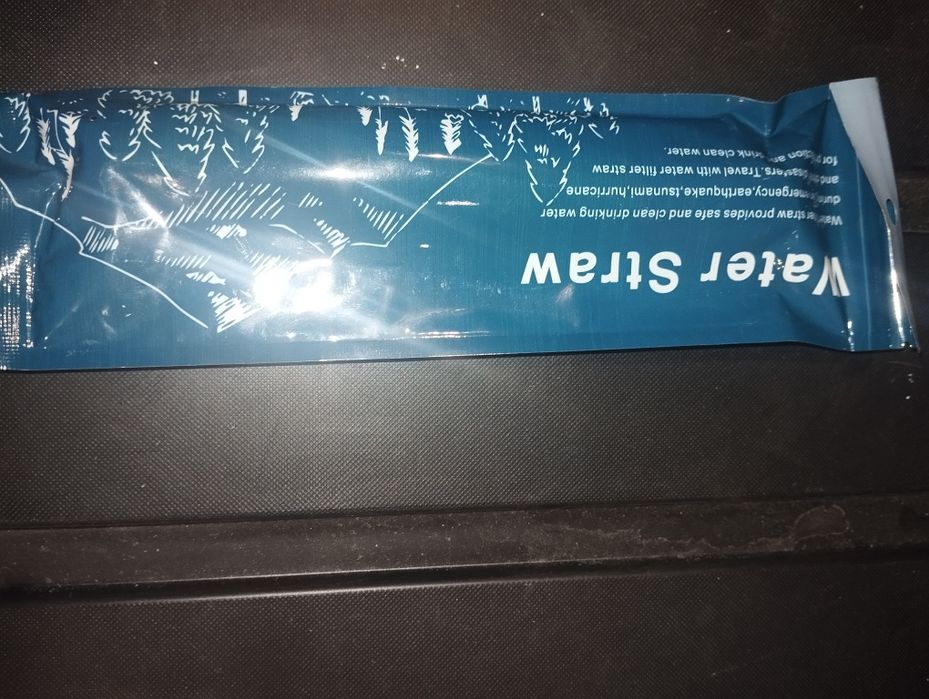 Water Straw
Water straw provides safe and clean drinking water
emergency,earthquake,tsunami,hurricane
and disasters.Travel with water filter straw
for drink clean water.